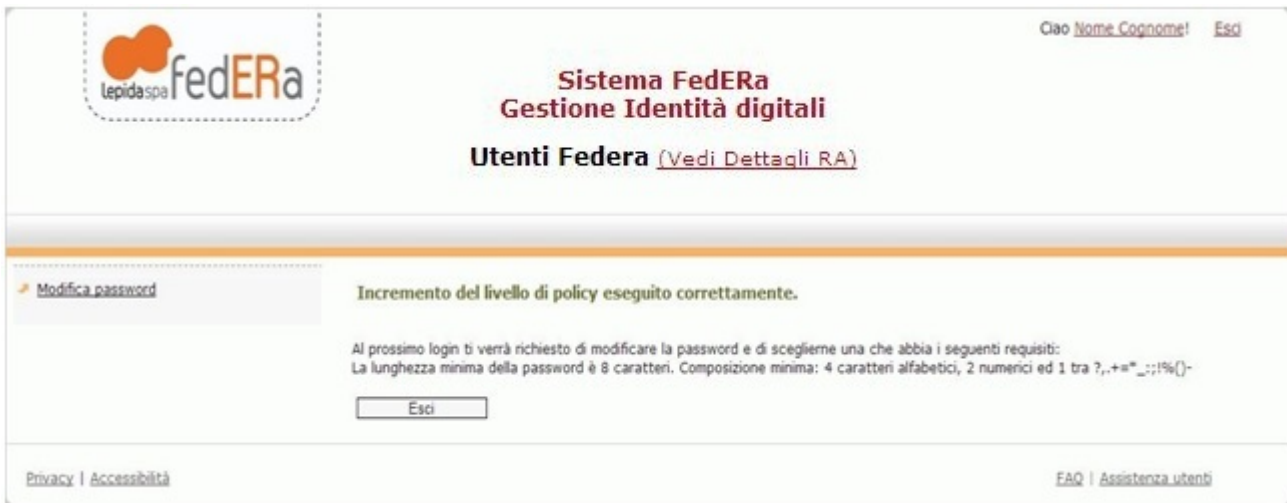 Ciao Nome Cognome! Esci
lepidaspa fedERa
Sistema FedERa
Gestione Identità digitali
Utenti Federa (Vedi Dettagli RA)
Modifica password
Incremento del livello di policy eseguito correttamente.
Al prossimo login ti verrà richiesto di modificare la password e di sceglierne una che abbia i seguenti requisiti:
La lunghezza minima della password è 8 caratteri. Composizione minima: 4 caratteri alfabetici, 2 numerici ed 1 tra ?,.+=*_:;!%()-
Esci
Privacy | Accessibilità
FAQ | Assistenza utenti